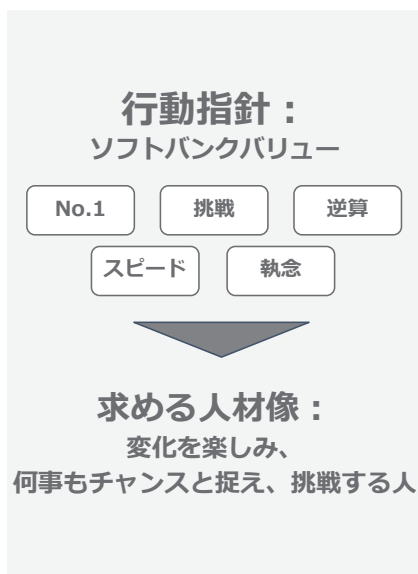 行動指針：
ソフトバンクバリュー
No.1 挑戦 逆算
スピード 執念
求める人材像：
変化を楽しみ、
何事もチャンスと捉え、挑戦する人